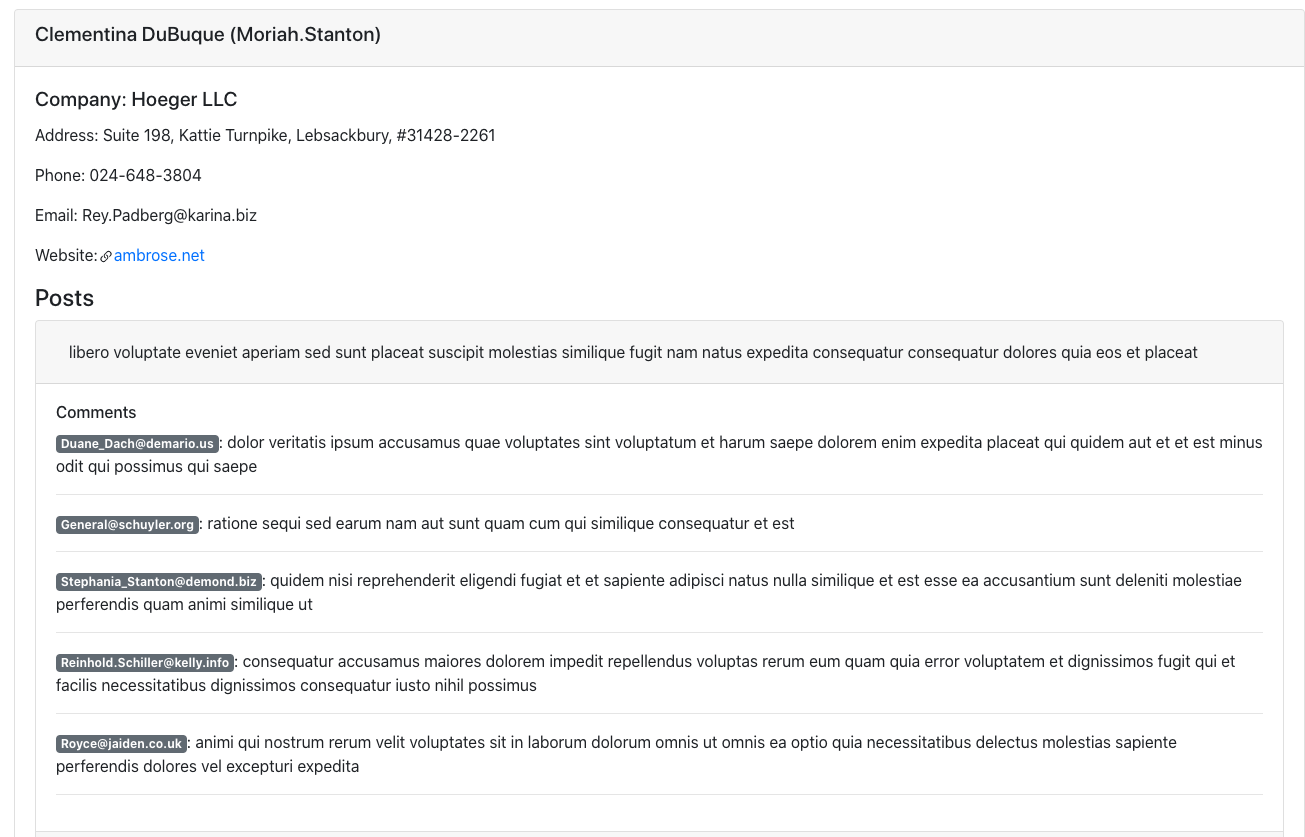 Clementina DuBuque (Moriah.Stanton)
Company: Hoeger LLC
Address: Suite 198, Kattie Turnpike, Lebsackbury, #31428-2261
Phone: 024-648-3804
Email: Rey.Padberg@karina.biz
Website: ambrose.net
Posts
libero voluptate eveniet aperiam sed sunt placeat suscipit molestias similique fugit nam natus expedita consequatur consequatur dolores quia eos et placeat
Comments
Duane_Dach@demario.us: dolor veritatis ipsum accusamus quae voluptates sint voluptatum et harum saepe dolorem enim expedita placeat qui quidem aut et et est minus
odit qui possimus qui saepe
General@schuyler.org: ratione sequi sed earum nam aut sunt quam cum qui similique consequatur et est
Stephania_Stanton@demond.biz: quidem nisi reprehenderit eligendi fugiat et et sapiente adipisci natus nulla similique et est esse ea accusantium sunt deleniti molestiae
perferendis quam animi similique ut
Reinhold.Schiller@kelly.info: consequatur accusamus maiores dolorem impedit repellendus voluptas rerum eum quam quia error voluptatem et dignissimos fugit qui et
facilis necessitatibus dignissimos consequatur iusto nihil possimus
Royce@jaiden.co.uk: animi qui nostrum rerum velit voluptates sit in laborum dolorum omnis ut omnis ea optio quia necessitatibus delectus molestias sapiente
perferendis dolores vel excepturi expedita